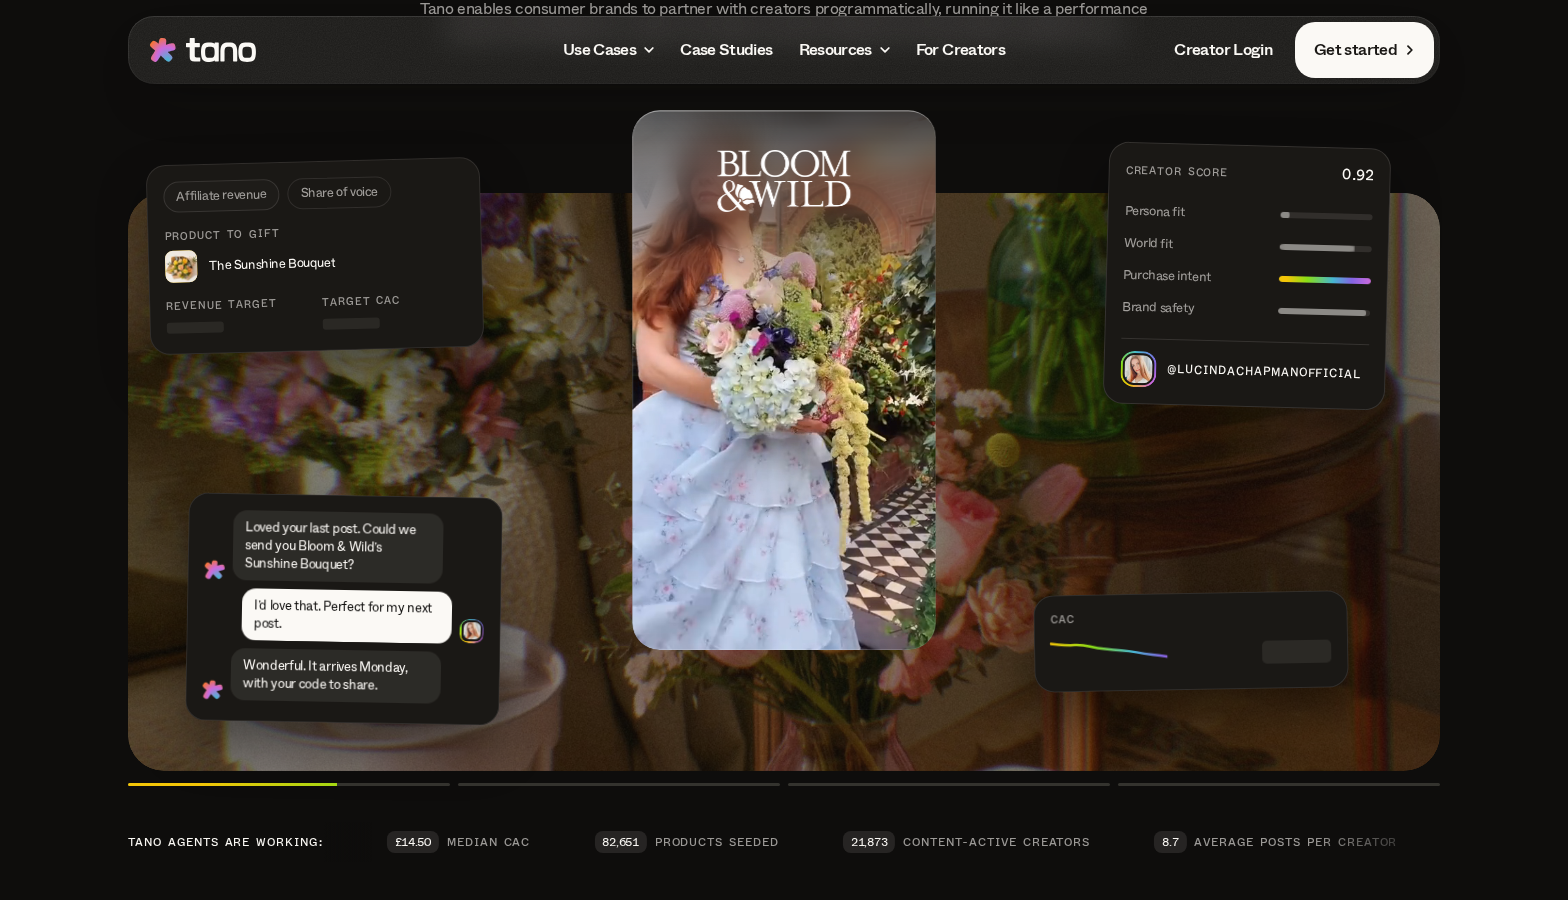 Tano enables consumer brands to partner with creators programmatically, running it like a performance
tano
Use Cases
Case Studies
Resources
For Creators
Creator Login
Get started
BLOOM
&WILD
Affiliate revenue
Share of voice
PRODUCT TO GIFT
The Sunshine Bouquet
REVENUE TARGET
TARGET CAC
CREATOR SCORE
0.92
Persona fit
World fit
Purchase intent
Brand safety
@LUCINDACHAPMANOFFICIAL
Loved your last post. Could we
send you Bloom & Wild's
Sunshine Bouquet?
I'd love that. Perfect for my next
post.
Wonderful. It arrives Monday,
with your code to share.
CAC
TANO AGENTS ARE WORKING:
£14.50 MEDIAN CAC
82,651 PRODUCTS SEEDED
21,873 CONTENT-ACTIVE CREATORS
8.7 AVERAGE POSTS PER CREATOR